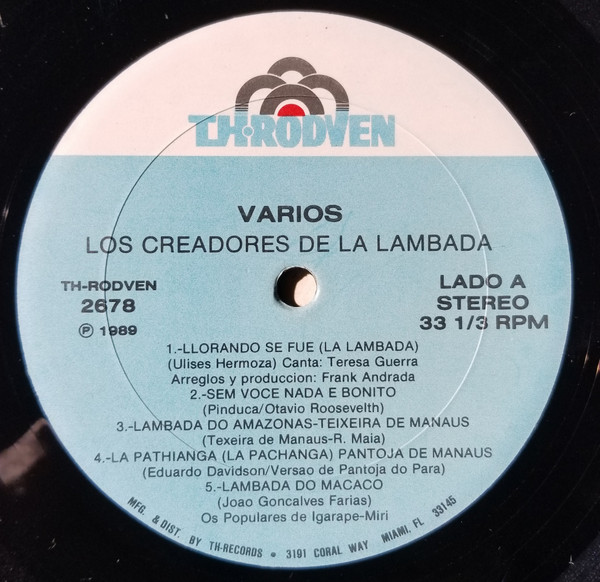 TH-RODVEN
VARIOS
LOS CREADORES DE LA LAMBADA
TH-RODVEN
2678
Ⓟ 1989
LADO A
STEREO
33 1/3 RPM
1.-LLORANDO SE FUE (LA LAMBADA)
(Ulises Hermoza) Canta: Teresa Guerra
Arreglos y produccion: Frank Andrada
2.-SEM VOCE NADA E BONITO
(Pinduca/Otavio Roosevelth)
3.-LAMBADA DO AMAZONAS-TEIXEIRA DE MANAUS
(Texeira de Manaus-R. Maia)
4.-LA PATHIANGA (LA PACHANGA) PANTOJA DE MANAUS
(Eduardo Davidson/Versao de Pantoja do Para)
5.-LAMBADA DO MACACO
(Joao Goncalves Farias)
Os Populares de Igarape-Miri
MFG. & DIST. BY TH-RECORDS • 3191 CORAL WAY MIAMI, FL 33145